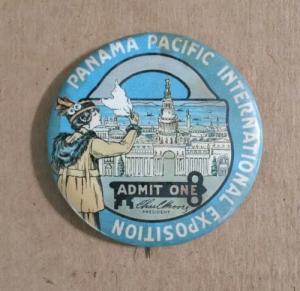 PANAMA PACIFIC INTERNATIONAL EXPOSITION
ADMIT ONE
PRESIDENT